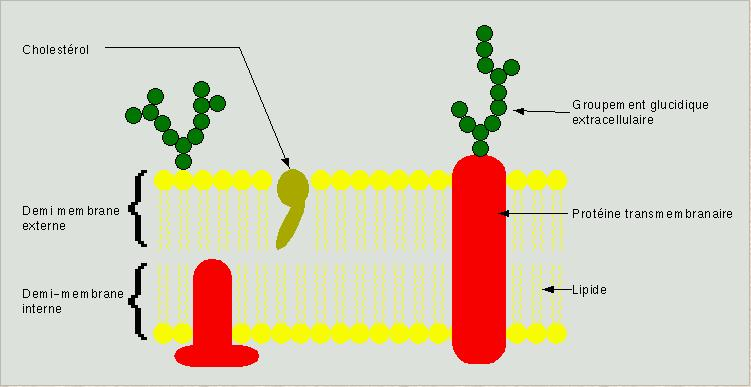 Cholestérol
Groupement glucidique
extracellulaire
Demi membrane
externe
Protéine transmembranaire
Demi-membrane
interne
Lipide